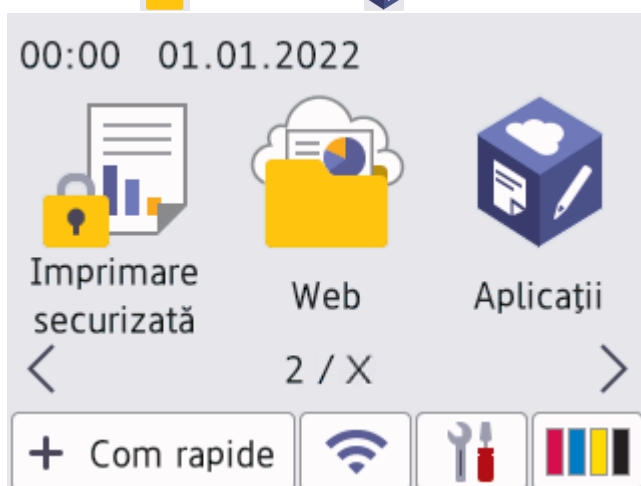 00:00 01.01.2022
Imprimare
securizată
Web
Aplicații
2 / X
+ Com rapide